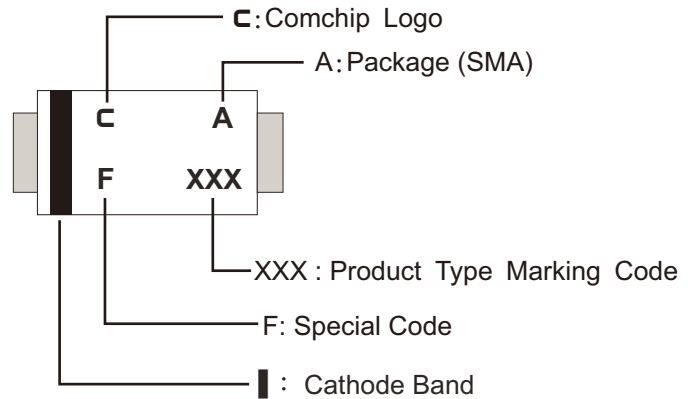 C:Comchip Logo
A:Package (SMA)
C A
F XXX
XXX : Product Type Marking Code
F: Special Code
: Cathode Band